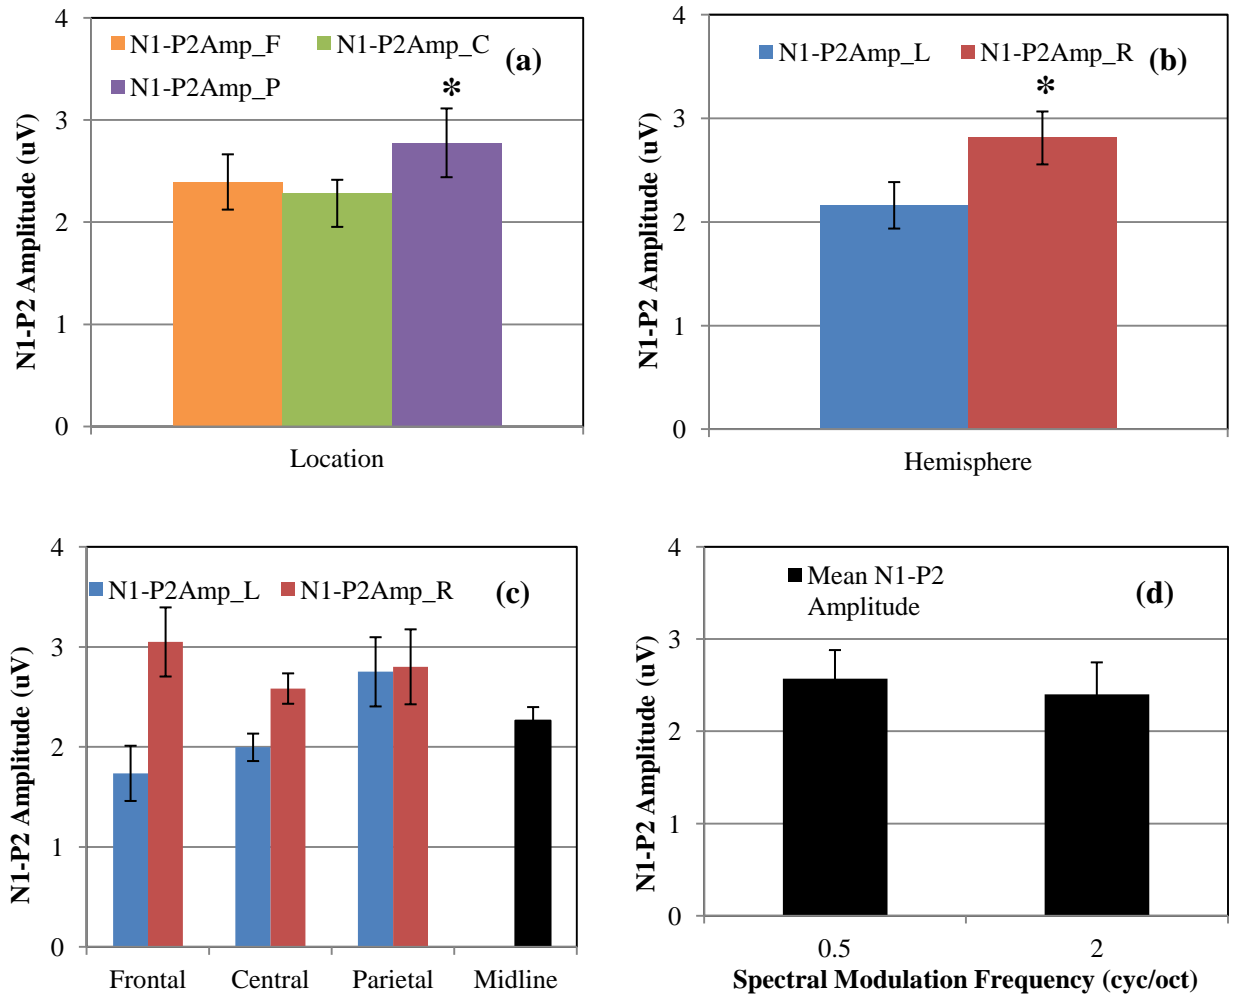 N1-P2Amp_F N1-P2Amp_C
N1-P2Amp_P
(a)
*
4
3
2
1
0
N1-P2 Amplitude (uV)
Location
N1-P2Amp_L N1-P2Amp_R
(b)
*
4
3
2
1
0
N1-P2 Amplitude (uV)
Hemisphere
N1-P2Amp_L N1-P2Amp_R
(c)
4
3
2
1
0
N1-P2 Amplitude (uV)
Frontal Central Parietal Midline
Mean N1-P2
Amplitude
(d)
4
3
2
1
0
N1-P2 Amplitude (uV)
0.5 2
Spectral Modulation Frequency (cyc/oct)